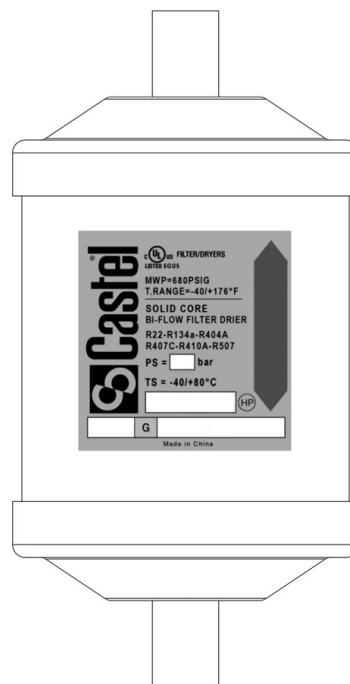 Castel
®
C UL US FILTER/DRYERS
LISTED SGU5
MWP=680PSIG
T.RANGE=-40/+176°F
SOLID CORE
BI-FLOW FILTER DRIER
R22-R134a-R404A
R407C-R410A-R507
PS = bar
TS = -40/+80°C
HP
G
Made in China